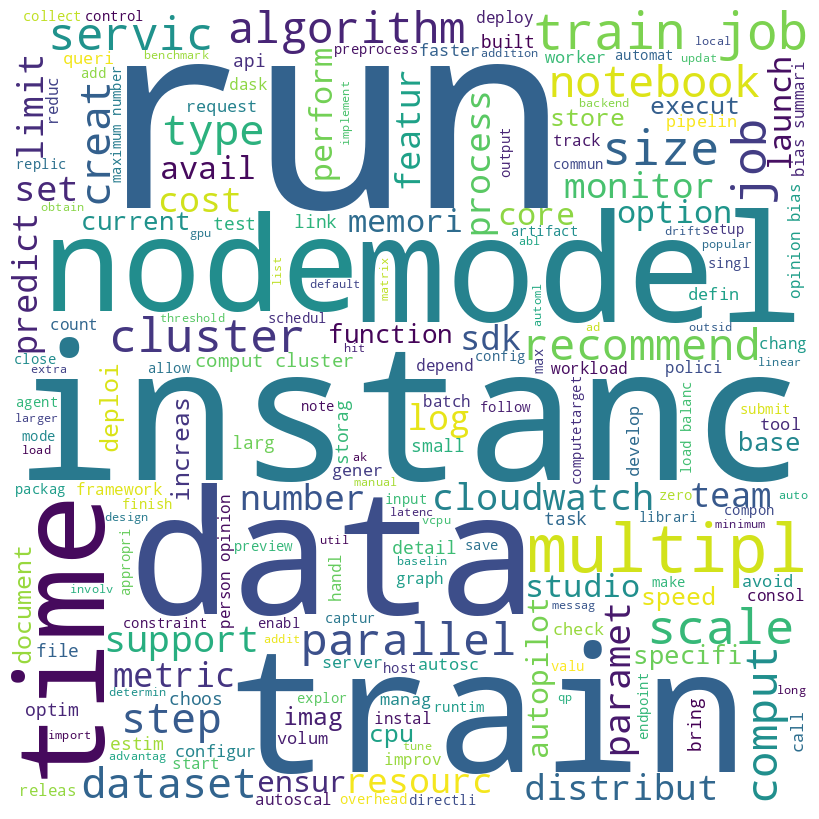 collect
control
servic
algorithm
deploy
train job
queri
benchmark
preprocess
faster
built
addition
worker
automat
local
updat
add
api
dask
run
notebook
limit
reduc
creat
maximum number
request
type
perform
implement
featur
output
store
backend
execut
pipelin
launch
bias summari
replic
set
avail
cost
process
track
commun
size
job
monitor
core
option
current
test
link
memori
artifact
drift
setup
opinion bias
predict
obtain
gpu
node
model
abl
popular
singl
list
default
matrix
defin
automl
ad
outsid
threshold
count
cluster
schedul
function
sdk
recommend
chang
close
hit
config
max
linear
extra
allow
comput cluster
depend
workload
polici
instanc
agent
deploi
larger
mode
load
increas
note
batch
follow
computetarget
develop
load balanc
submit
tool
log
larg
storag
small
base
ak
gener
manual
packag
framework
number
input
cloudwatch
zero
team
auto
finish
design
latenc
vcpu
task
librari
compon
minimum
data
time
document
appropri
person opinion
preview
util
handl
baselin
save
detail
graph
multipl
involv
studio
make
avoid
consol
constraint
enabl
captur
messag
speed
support
addit
parallel
server
host
autosc
autopilot
check
scale
file
metric
train
valu
paramet
specifi
determin
choos
explor
manag
runtim
qp
endpoint
bring
comput
long
call
optim
step
imag
instal
cpu
import
volum
estim
configur
tune
improv
advantag
start
dataset
ensur
resourc
distribut
releas
autoscal
overhead
directli